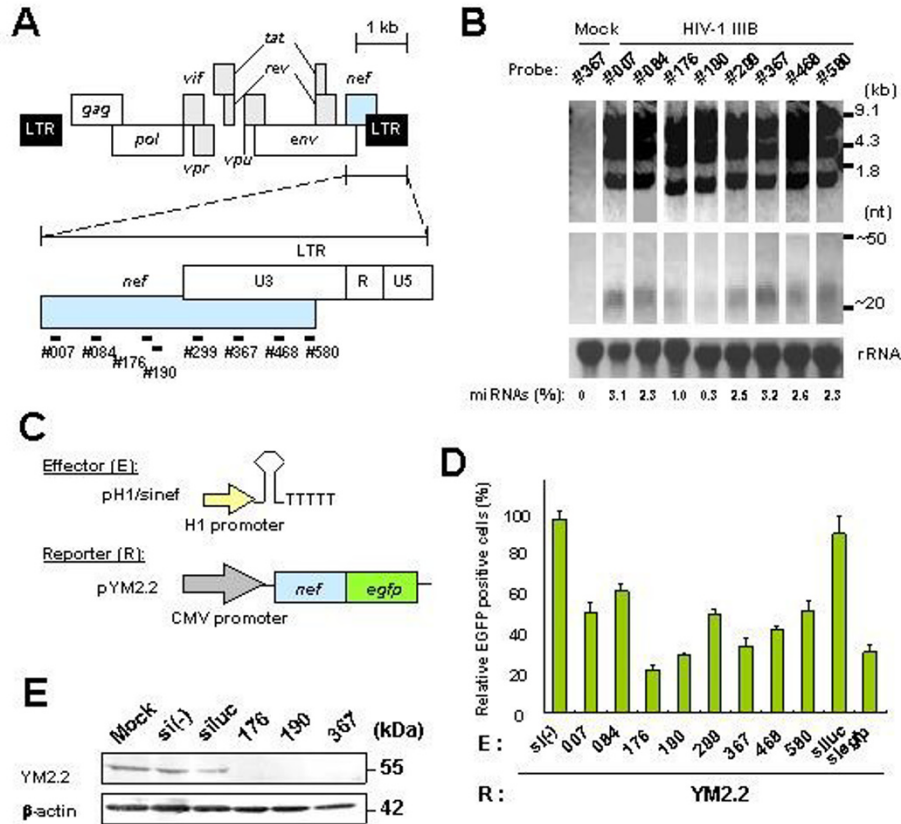 A
1 kb
tat
rev
vif
nef
gag
LTR
LTR
pol
env
vpr
vpu
LTR
nef
U3
R
U5
#007
#084
#176
#190
#299
#367
#468
#580
B
Mock
HIV-1 IIIB
Probe:
#367
#007
#084
#176
#190
#299
#367
#468
#580
(kb)
9.1
4.3
1.8
(nt)
~50
~20
rRNA
miRNAs (%): 0 3.1 2.3 1.0 0.3 2.5 3.2 2.6 2.3
C
Effector (E):
pH1/sinef
TTTTT
H1 promoter
Reporter (R):
pYM2.2
nef
egfp
CMV promoter
D
Relative EGFP positive cells (%)
100
80
60
40
20
0
E :
si(-)
007
084
176
190
299
367
468
580
siluc
siegfp
R :
YM2.2
E
Mock
si(-)
siluc
176
190
367
(kDa)
YM2.2
55
β-actin
42